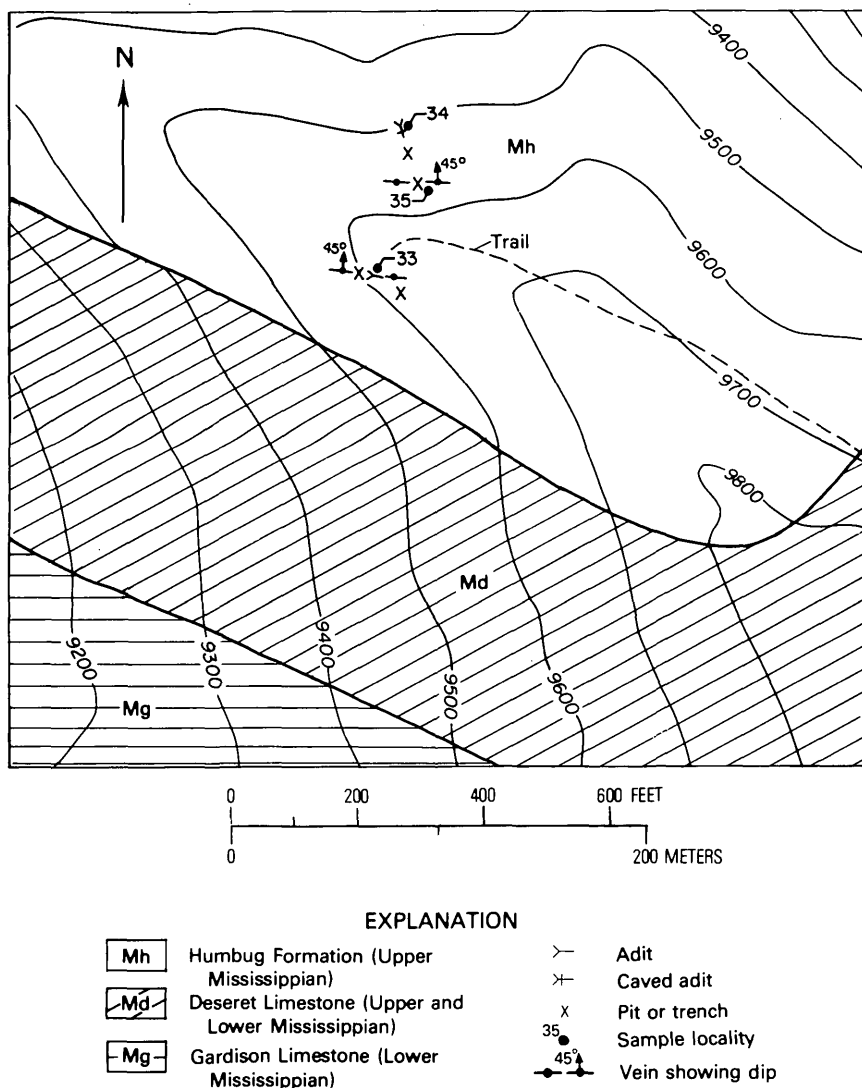 N
9400
34
Mh
45°
9500
35
Trail
45°
33
9600
9700
9800
Md
9200
9300
9400
9500
9600
Mg
0 200 400 600 FEET
0 200 METERS
EXPLANATION
Mh Humbug Formation (Upper
Mississippian)
Md Deseret Limestone (Upper and
Lower Mississippian)
Mg Gardison Limestone (Lower
Mississippian)
Adit
Caved adit
x Pit or trench
35 Sample locality
45° Vein showing dip